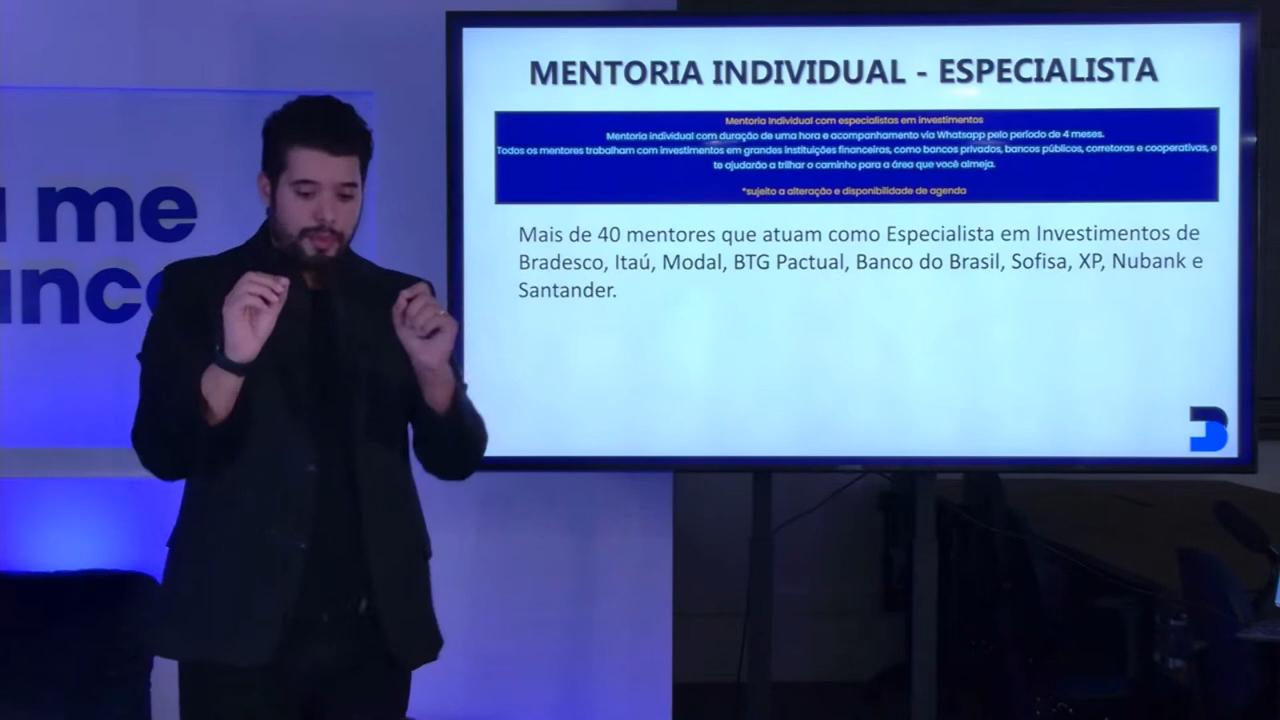 MENTORIA INDIVIDUAL - ESPECIALISTA
Mentoria Individual com especialistas em investimentos
Mentoria individual com duração de uma hora e acompanhamento via Whatsapp pelo período de 4 meses.
Todos os mentores trabalham com investimentos em grandes instituições financeiras, como bancos privados, bancos públicos, corretoras e cooperativas, e
te ajudarão a trilhar o caminho para a área que você almeja.
*sujeito a alteração e disponibilidade de agenda
Mais de 40 mentores que atuam como Especialista em Investimentos de
Bradesco, Itaú, Modal, BTG Pactual, Banco do Brasil, Sofisa, XP, Nubank e
Santander.
me